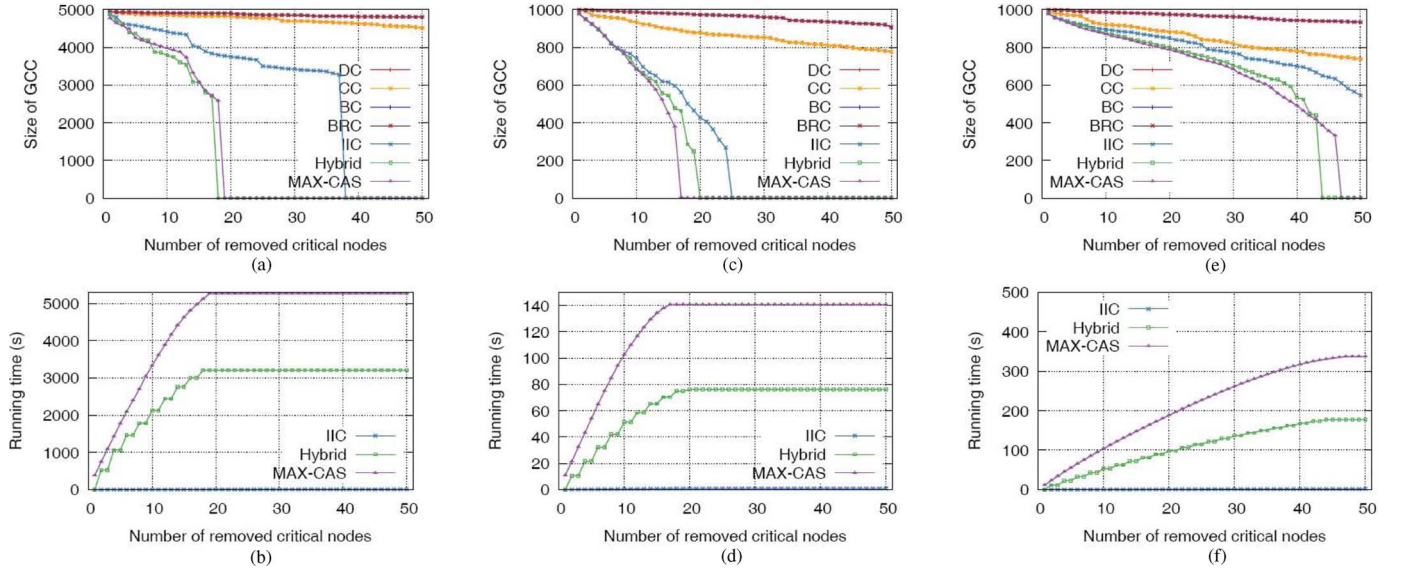 5000
4000
3000
2000
1000
0
Size of GCC
DC
CC
BC
BRC
IIC
Hybrid
MAX-CAS
0 10 20 30 40 50
Number of removed critical nodes
(a)
1000
800
600
400
200
0
Size of GCC
DC
CC
BC
BRC
IIC
Hybrid
MAX-CAS
0 10 20 30 40 50
Number of removed critical nodes
(c)
1000
800
600
400
200
0
Size of GCC
DC
CC
BC
BRC
IIC
Hybrid
MAX-CAS
0 10 20 30 40 50
Number of removed critical nodes
(e)
5000
4000
3000
2000
1000
0
Running time (s)
IIC
Hybrid
MAX-CAS
0 10 20 30 40 50
Number of removed critical nodes
(b)
140
120
100
80
60
40
20
0
Running time (s)
IIC
Hybrid
MAX-CAS
0 10 20 30 40 50
Number of removed critical nodes
(d)
500
400
300
200
100
0
Running time (s)
IIC
Hybrid
MAX-CAS
0 10 20 30 40 50
Number of removed critical nodes
(f)